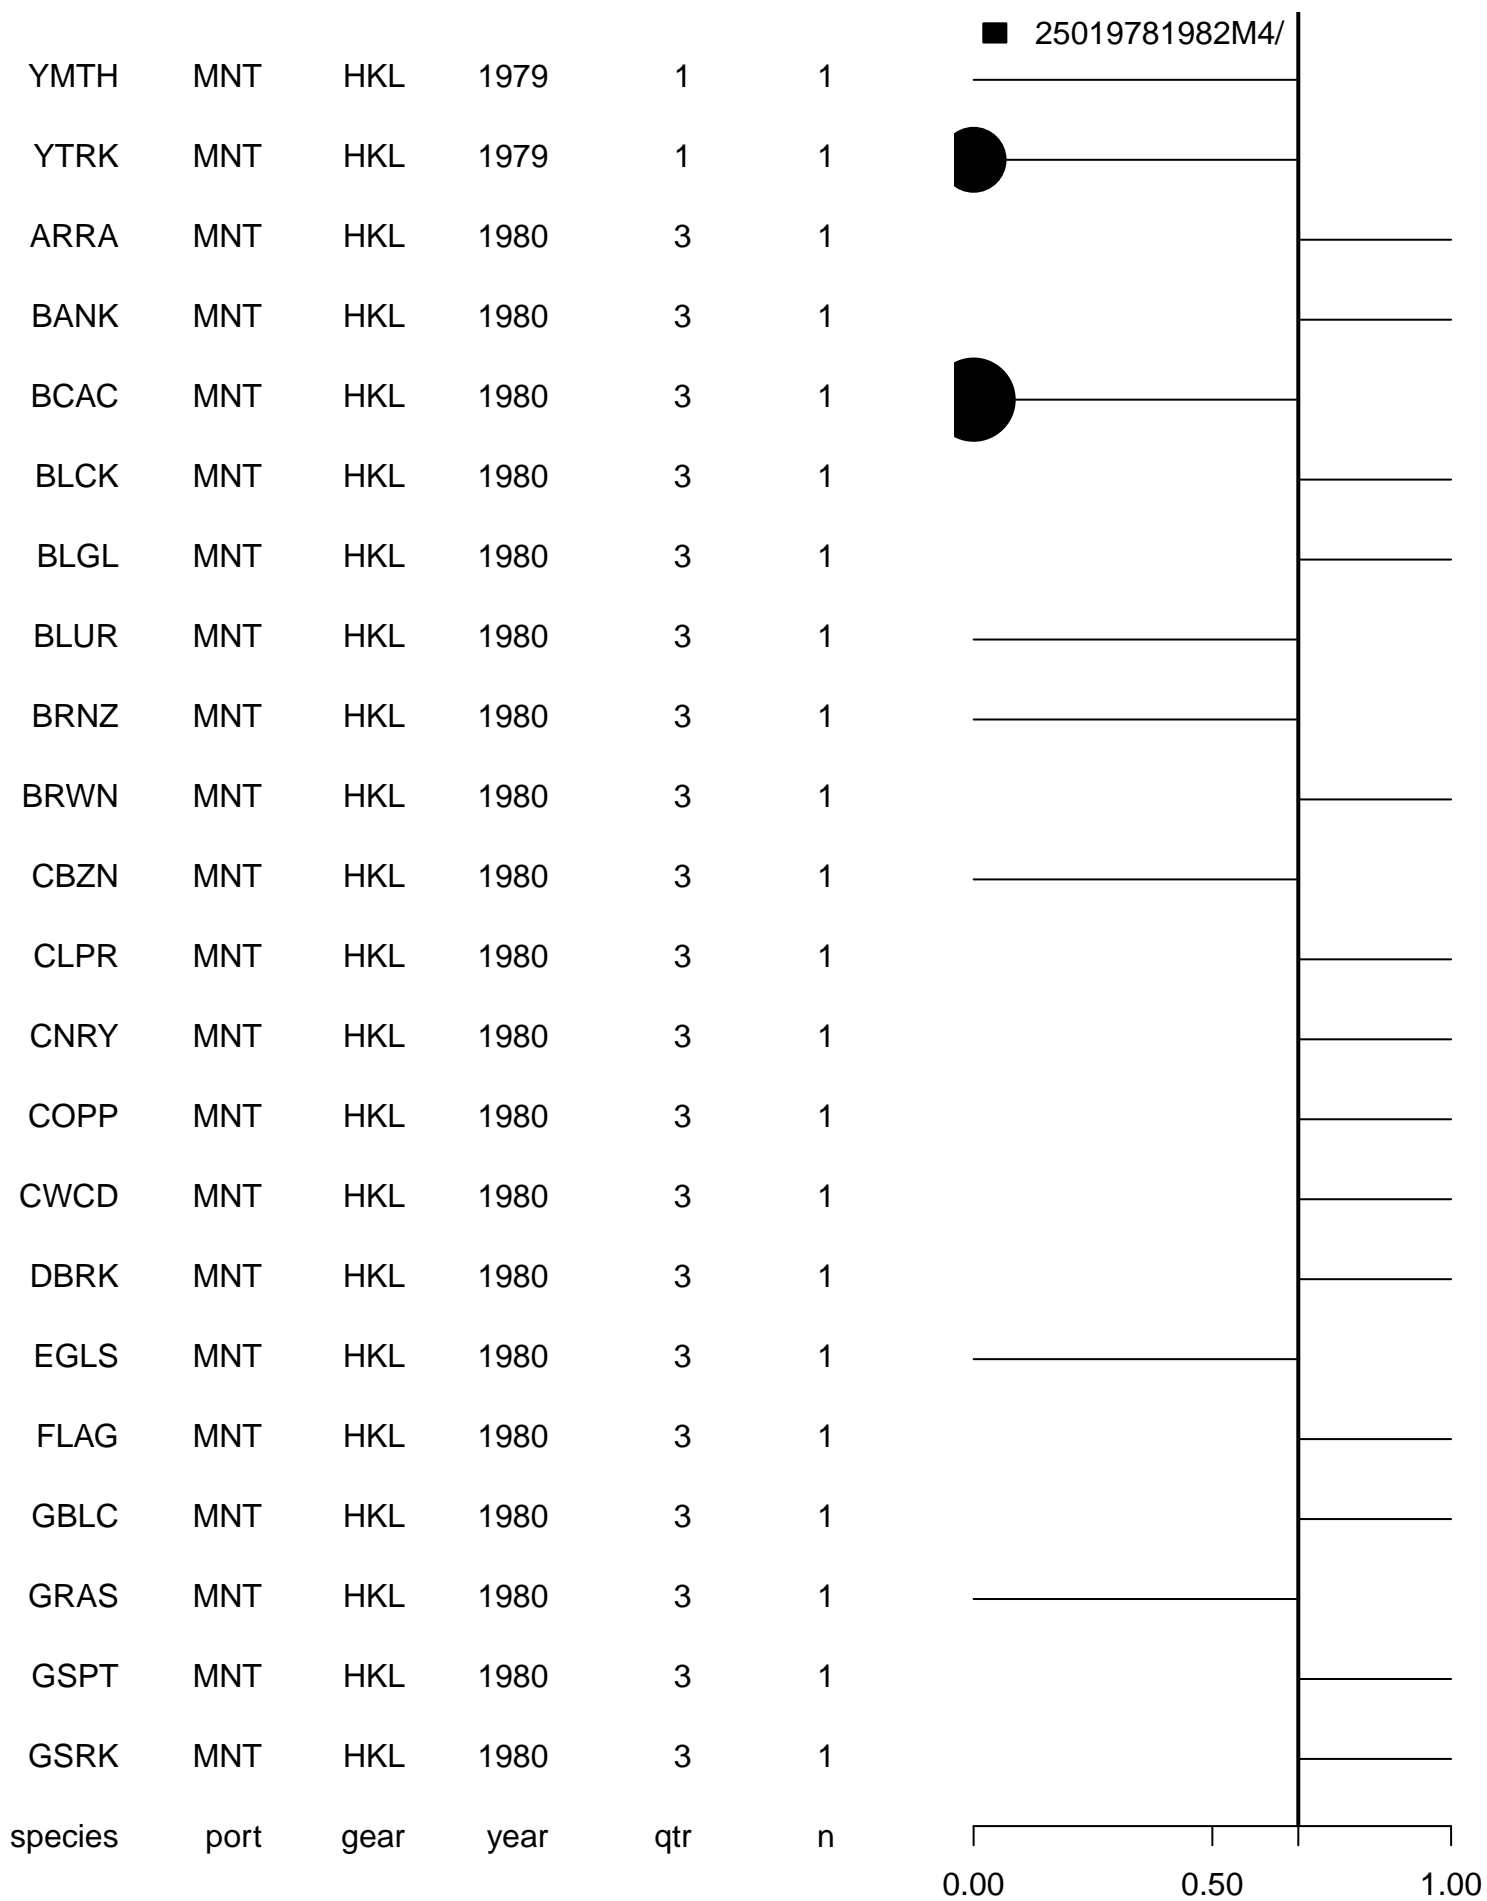 25019781982M4/
YMTH MNT HKL 1979 1 1
YTRK MNT HKL 1979 1 1
ARRA MNT HKL 1980 3 1
BANK MNT HKL 1980 3 1
BCAC MNT HKL 1980 3 1
BLCK MNT HKL 1980 3 1
BLGL MNT HKL 1980 3 1
BLUR MNT HKL 1980 3 1
BRNZ MNT HKL 1980 3 1
BRWN MNT HKL 1980 3 1
CBZN MNT HKL 1980 3 1
CLPR MNT HKL 1980 3 1
CNRY MNT HKL 1980 3 1
COPP MNT HKL 1980 3 1
CWCD MNT HKL 1980 3 1
DBRK MNT HKL 1980 3 1
EGLS MNT HKL 1980 3 1
FLAG MNT HKL 1980 3 1
GBLC MNT HKL 1980 3 1
GRAS MNT HKL 1980 3 1
GSPT MNT HKL 1980 3 1
GSRK MNT HKL 1980 3 1
species port gear year qtr n
0.00 0.50 1.00